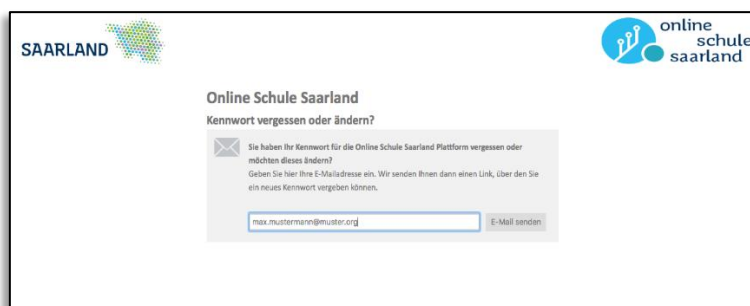 SAARLAND
online
schule
saarland
Online Schule Saarland
Kennwort vergessen oder ändern?
Sie haben Ihr Kennwort für die Online Schule Saarland Plattform vergessen oder
möchten dieses ändern?
Geben Sie hier Ihre E-Mailadresse ein. Wir senden Ihnen dann einen Link, über den Sie
ein neues Kennwort vergeben können.
max.mustermann@muster.org
E-Mail senden